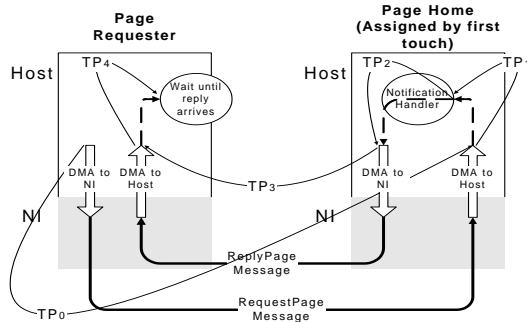 Page
Requester
Page Home
(Assigned by first
touch)
Host
TP4
Wait until
reply
arrives
Host
TP2
TP
Notification
Handler
DMA to
NI
DMA to
Host
DMA to
NI
DMA to
Host
TP3
NI
NI
ReplyPage
Message
TP0
RequestPage
Message